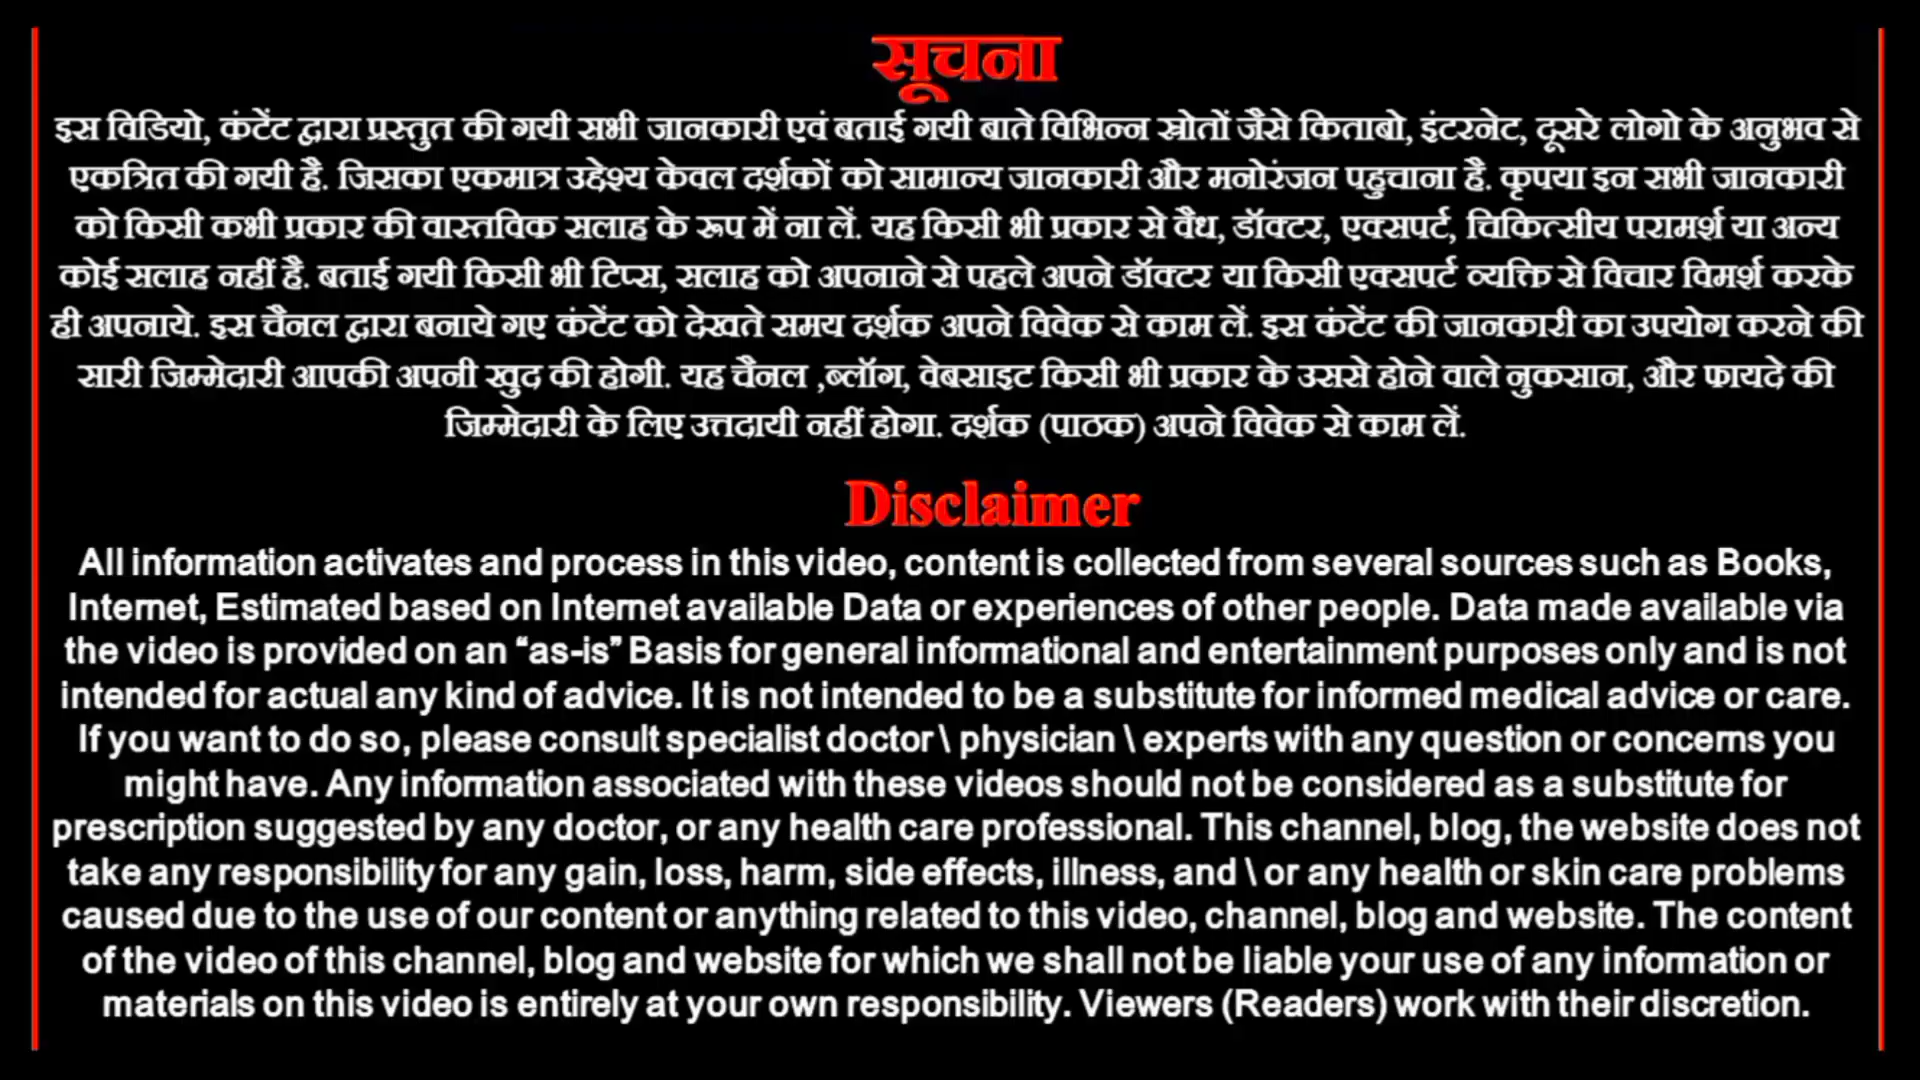 सूचना
इस विडियो, कंटेंट द्वारा प्रस्तुत की गयी सभी जानकारी एवं बताई गयी बाते विभिन्न स्रोतों जैसे किताबो, इंटरनेट, दूसरे लोगो के अनुभव से
एकत्रित की गयी है. जिसका एकमात्र उद्देश्य केवल दर्शकों को सामान्य जानकारी और मनोरंजन पहुचाना है. कृपया इन सभी जानकारी
को किसी कभी प्रकार की वास्तविक सलाह के रूप में ना लें. यह किसी भी प्रकार से वैध, डॉक्टर, एक्सपर्ट, चिकित्सीय परामर्श या अन्य
कोई सलाह नहीं है. बताई गयी किसी भी टिप्स, सलाह को अपनाने से पहले अपने डॉक्टर या किसी एक्सपर्ट व्यक्ति से विचार विमर्श करके
ही अपनाये. इस चैनल द्वारा बनाये गए कंटेंट को देखते समय दर्शक अपने विवेक से काम लें. इस कंटेंट की जानकारी का उपयोग करने की
सारी जिम्मेदारी आपकी अपनी खुद की होगी. यह चैनल ,ब्लॉग, वेबसाइट किसी भी प्रकार के उससे होने वाले नुकसान, और फायदे की
जिम्मेदारी के लिए उत्तदायी नहीं होगा. दर्शक (पाठक) अपने विवेक से काम लें.
Disclaimer
All information activates and process in this video, content is collected from several sources such as Books,
Internet, Estimated based on Internet available Data or experiences of other people. Data made available via
the video is provided on an “as-is” Basis for general informational and entertainment purposes only and is not
intended for actual any kind of advice. It is not intended to be a substitute for informed medical advice or care.
If you want to do so, please consult specialist doctor \ physician \ experts with any question or concerns you
might have. Any information associated with these videos should not be considered as a substitute for
prescription suggested by any doctor, or any health care professional. This channel, blog, the website does not
take any responsibility for any gain, loss, harm, side effects, illness, and \ or any health or skin care problems
caused due to the use of our content or anything related to this video, channel, blog and website. The content
of the video of this channel, blog and website for which we shall not be liable your use of any information or
materials on this video is entirely at your own responsibility. Viewers (Readers) work with their discretion.